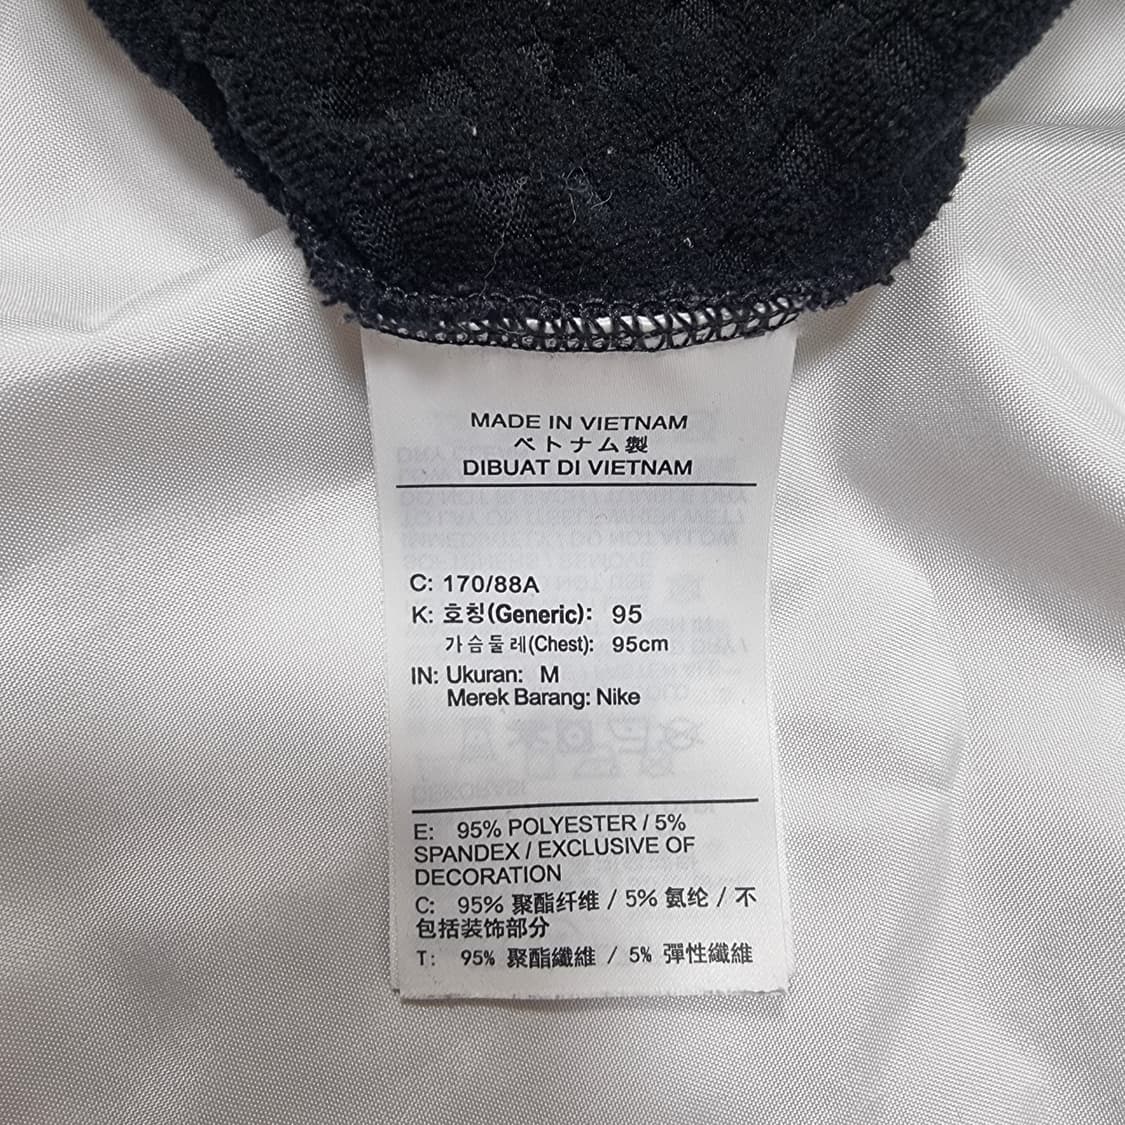 MADE IN VIETNAM
ベトナム製
DIBUAT DI VIETNAM
C: 170/88A
K: 호칭(Generic): 95
가슴둘레(Chest): 95cm
IN: Ukuran: M
Merek Barang: Nike
E: 95% POLYESTER / 5%
SPANDEX / EXCLUSIVE OF
DECORATION
C: 95% 聚酯纤维 / 5% 氨纶 / 不
包括装饰部分
T: 95% 聚酯纖維 / 5% 彈性纖維